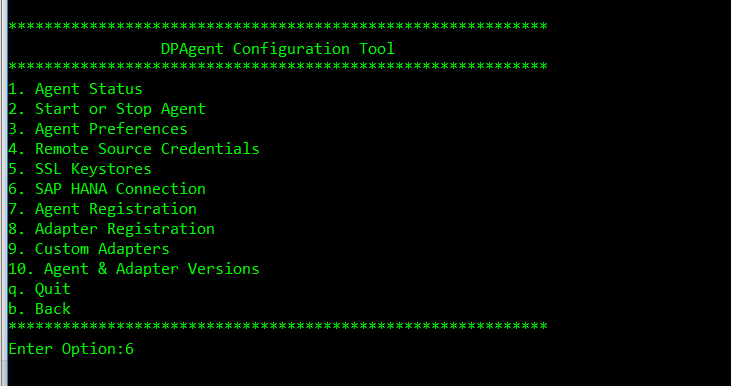 ************************************************************
DPAgent Configuration Tool
************************************************************
1. Agent Status
2. Start or Stop Agent
3. Agent Preferences
4. Remote Source Credentials
5. SSL Keystores
6. SAP HANA Connection
7. Agent Registration
8. Adapter Registration
9. Custom Adapters
10. Agent & Adapter Versions
q. Quit
b. Back
************************************************************
Enter Option:6